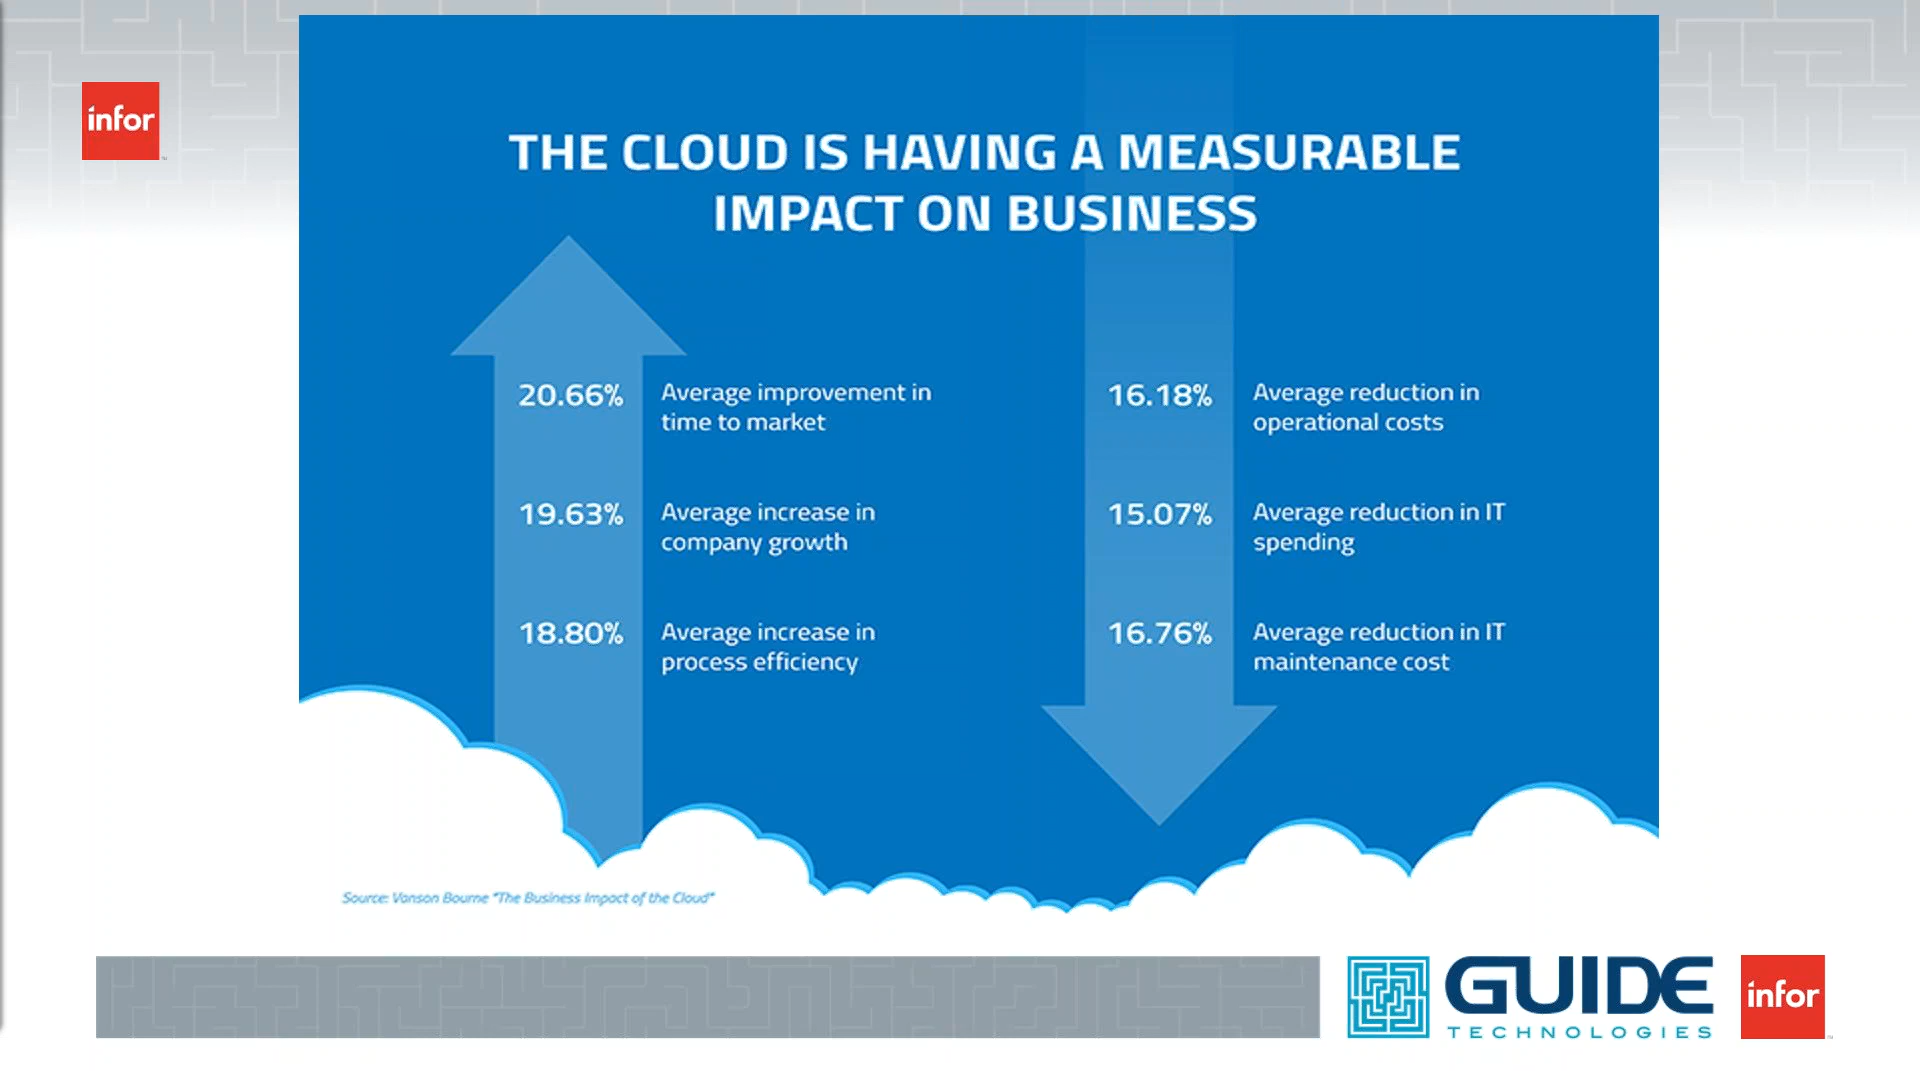 infor
THE CLOUD IS HAVING A MEASURABLE
IMPACT ON BUSINESS
20.66%
Average improvement in
time to market
19.63%
Average increase in
company growth
18.80%
Average increase in
process efficiency
16.18%
Average reduction in
operational costs
15.07%
Average reduction in IT
spending
16.76%
Average reduction in IT
maintenance cost
Source: Vanson Bourne "The Business Impact of the Cloud"
GUIDE
TECHNOLOGIES
infor